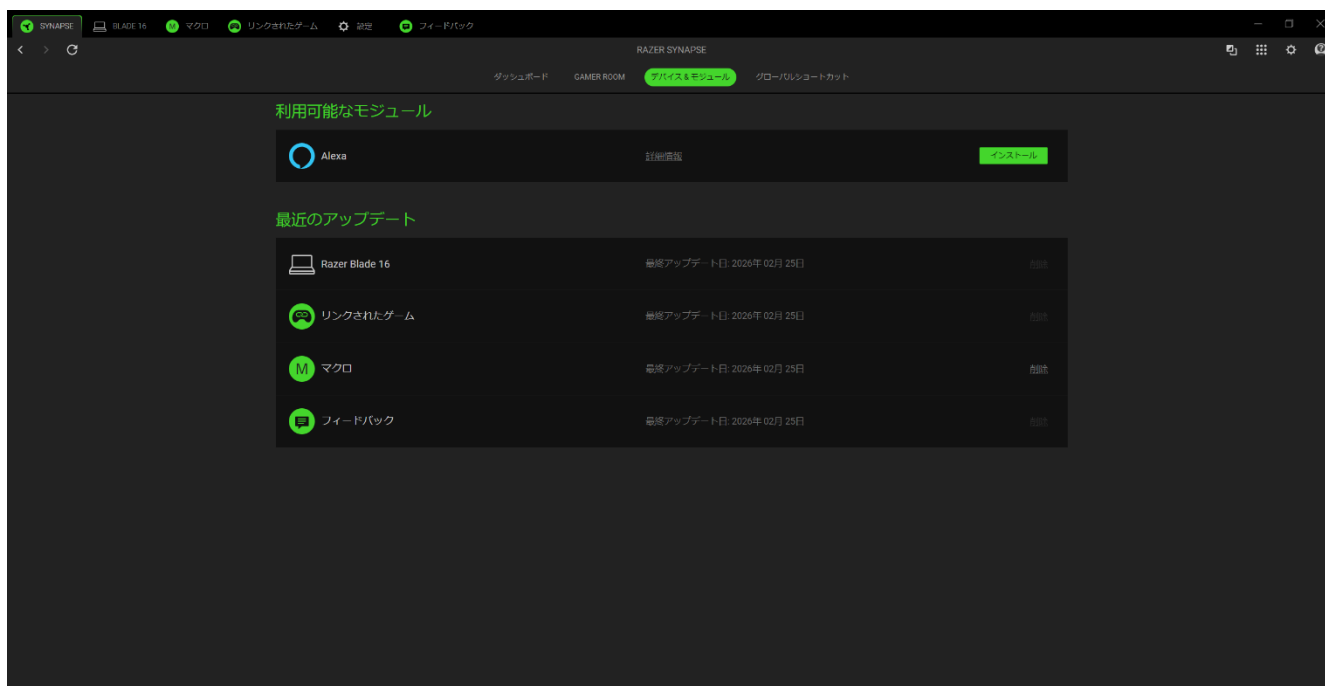 SYNAPSE BLADE 16 マクロ リンクされたゲーム 設定 フィードバック
RAZER SYNAPSE
ダッシュボード GAMER ROOM デバイス & モジュール グローバルショートカット
利用可能なモジュール
Alexa 詳細情報 インストール
最近のアップデート
Razer Blade 16 最終アップデート日: 2026年 02月 25日 削除
リンクされたゲーム 最終アップデート日: 2026年 02月 25日 削除
M マクロ 最終アップデート日: 2026年 02月 25日 削除
フィードバック 最終アップデート日: 2026年 02月 25日 削除